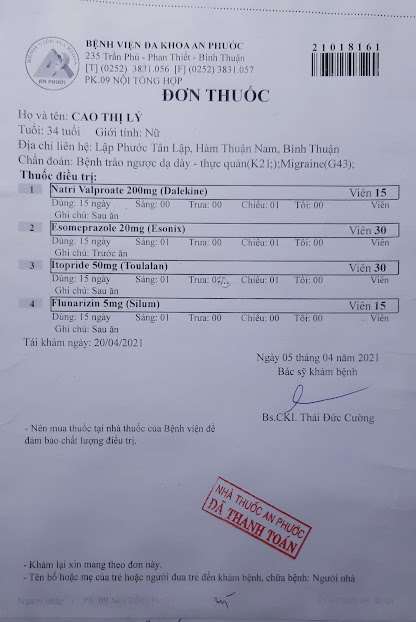 BỆNH VIỆN ĐA KHOA AN PHƯỚC
235 Trần Phú - Phan Thiết - Bình Thuận
[T] (0252) 3831.056 [F] (0252) 3831.057
PK.09 NỘI TỔNG HỢP
AN PHƯỚC
21018161
ĐƠN THUỐC
Họ và tên: CAO THỊ LÝ
Tuổi: 34 tuổi Giới tính: Nữ
Địa chỉ liên hệ: Lập Phước Tân Lập, Hàm Thuận Nam, Bình Thuận
Chẩn đoán: Bệnh trào ngược dạ dày - thực quản(K21;);Migraine(G43);
Thuốc điều trị:
1 Natri Valproate 200mg (Dalekine) Viên 15
Dùng: 15 ngày Sáng: 00 Trưa: 00 Chiều: 01 Tối: 00 Viên
Ghi chú: Sau ăn
2 Esomeprazole 20mg (Esonix) Viên 30
Dùng: 15 ngày Sáng: 01 Trưa: 00 Chiều: 01 Tối: 00 Viên
Ghi chú: Trước ăn
3 Itopride 50mg (Toulalan) Viên 30
Dùng: 15 ngày Sáng: 01 Trưa: Chiều: 01 Tối: 00 Viên
Ghi chú: Sau ăn
4 Flunarizin 5mg (Silum) Viên 15
Dùng: 15 ngày Sáng: 01 Trưa: 00 Chiều: 00 Tối: 00 Viên
Ghi chú: Sau ăn
Tái khám ngày: 20/04/2021
Ngày 05 tháng 04 năm 2021
Bác sỹ khám bệnh
Bs.CKI. Thái Đức Cường
- Nên mua thuốc tại nhà thuốc của Bệnh viện để
đảm bảo chất lượng điều trị.
NHÀ THUỐC AN PHƯỚC
ĐÃ THANH TOÁN
- Khám lại xin mang theo đơn này.
- Tên bố hoặc mẹ của trẻ hoặc người đưa trẻ đến khám bệnh, chữa bệnh: Người nhà
Người nhập